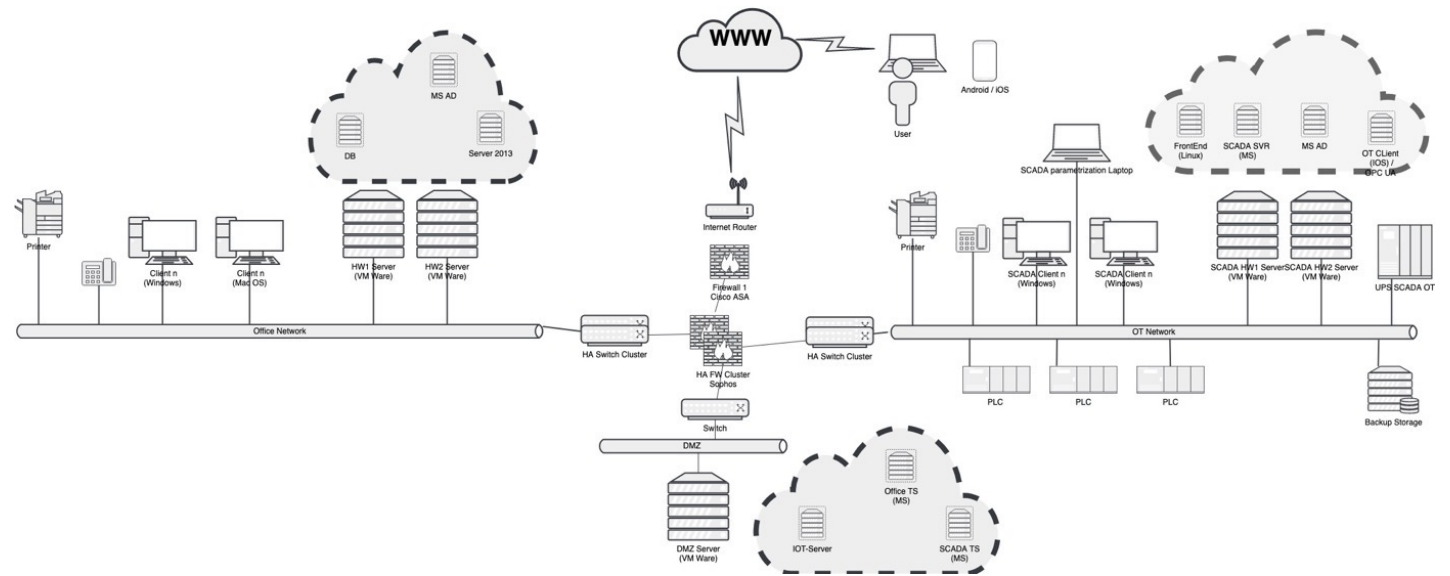 WWW
MS AD
DB
Server 2013
Android / iOS
User
FrontEnd
(Linux)
SCADA SVR
(MS)
MS AD
OT CLient
(IOS) /
OPC UA
SCADA parametrization Laptop
Internet Router
Printer
Client n
(Windows)
Client n
(Mac OS)
HW1 Server
(VM Ware)
HW2 Server
(VM Ware)
Firewall 1
Cisco ASA
Printer
SCADA Client n
(Windows)
SCADA Client n
(Windows)
SCADA HW1 Server
(VM Ware)
SCADA HW2 Server
(VM Ware)
UPS SCADA OT
Office Network
OT Network
HA Switch Cluster
HA FW Cluster
Sophos
HA Switch Cluster
PLC
PLC
PLC
Backup Storage
Switch
DMZ
Office TS
(MS)
DMZ Server
(VM Ware)
IOT-Server
SCADA TS
(MS)